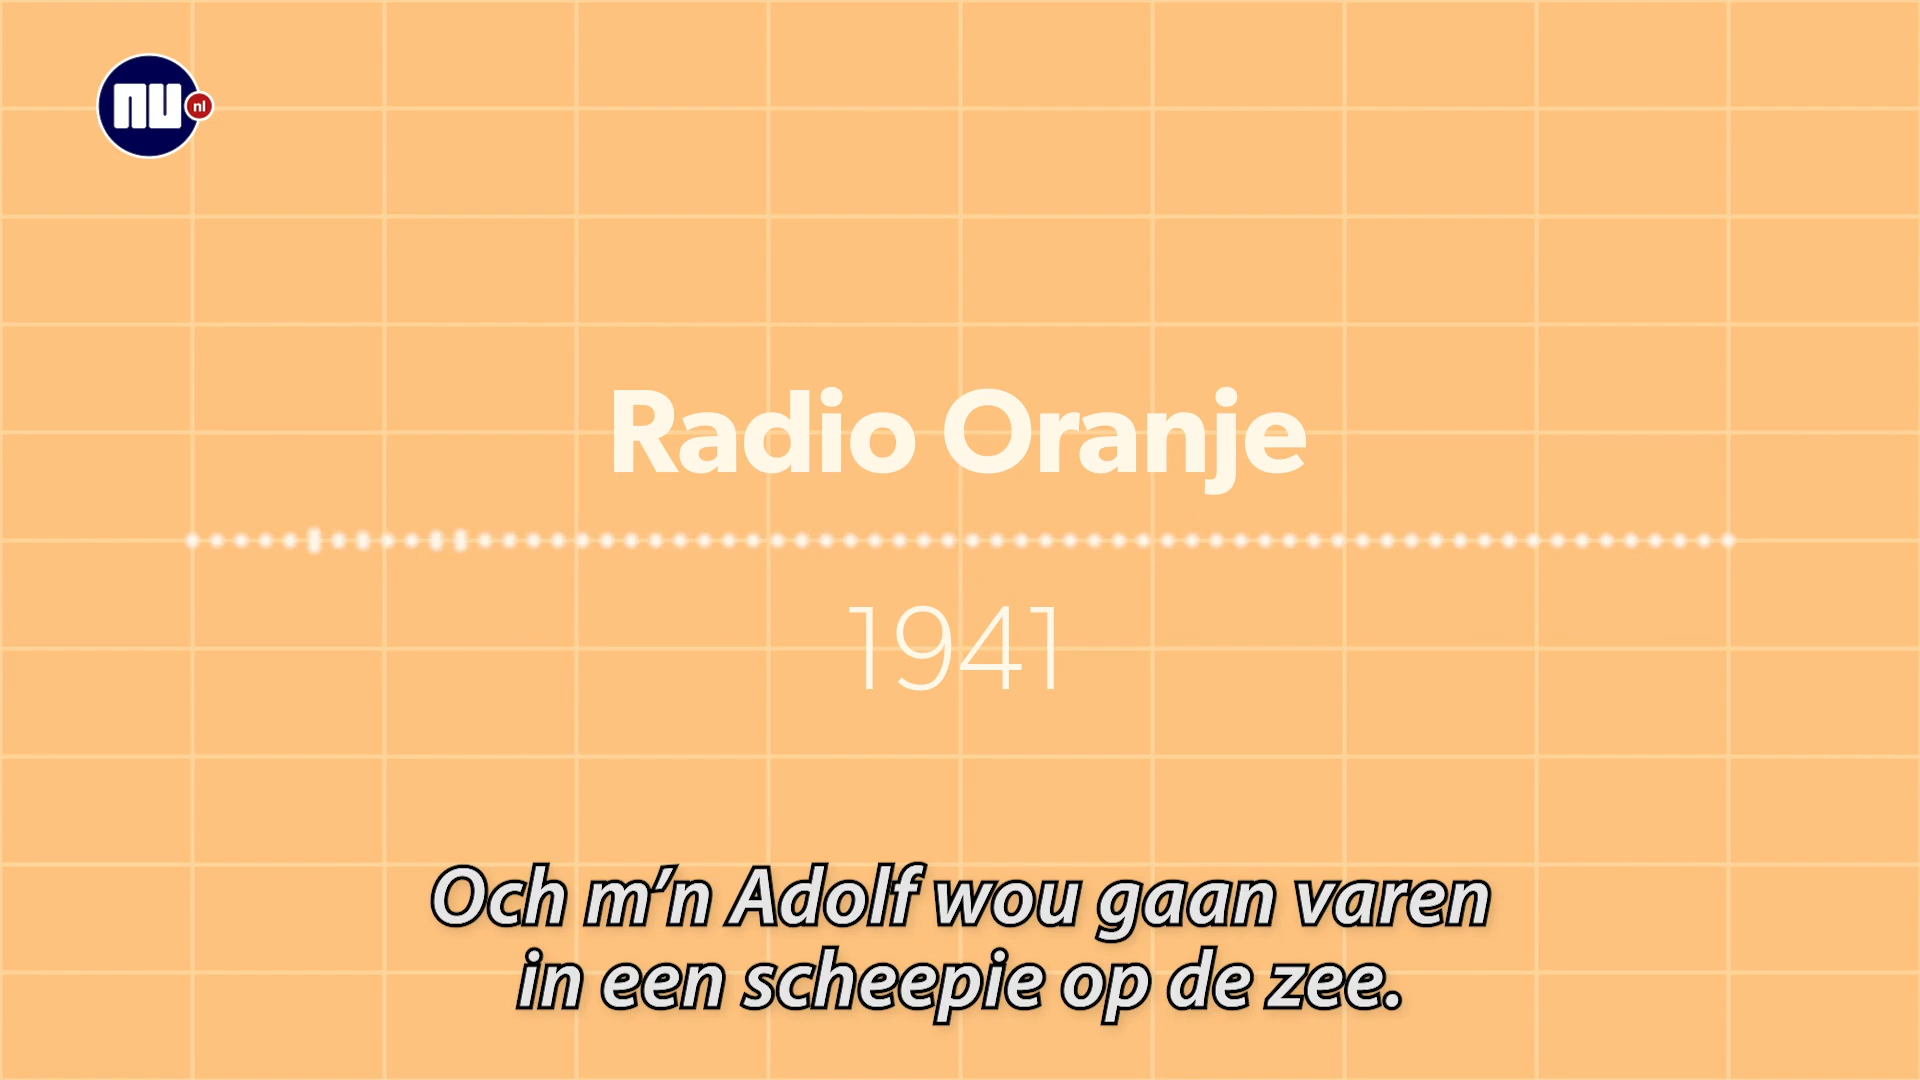 nu
nl
Radio Oranje
1941
Och m’n Adolf wou gaan varen
in een scheepie op de zee.